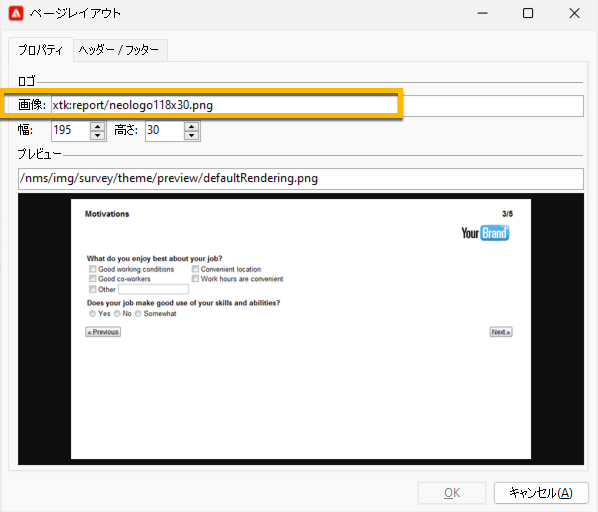 ページレイアウト
プロパティ ヘッダー / フッター
ロゴ
画像: xtk:report/neologo118x30.png
幅: 195 高さ: 30
プレビュー
/nms/img/survey/theme/preview/defaultRendering.png
Motivations 3/5
Your Brand
What do you enjoy best about your job?
Good working conditions Convenient location
Good co-workers Work hours are convenient
Other
Does your job make good use of your skills and abilities?
Yes No Somewhat
« Previous Next »
OK キャンセル(A)